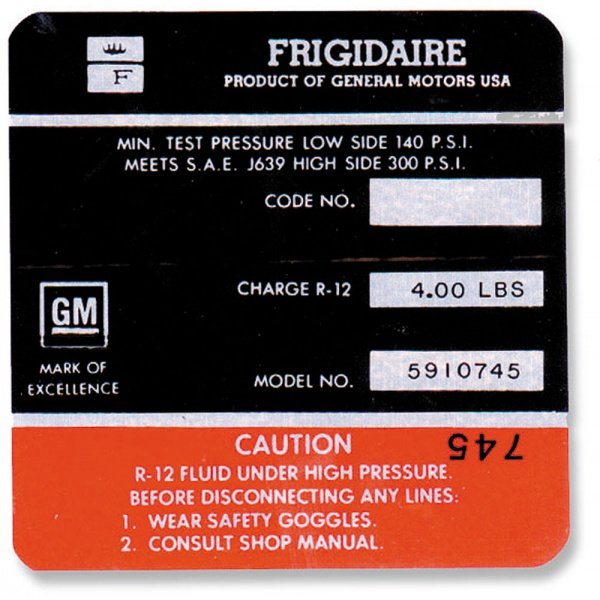 F
FRIGIDAIRE
PRODUCT OF GENERAL MOTORS USA
MIN. TEST PRESSURE LOW SIDE 140 P.S.I.
MEETS S.A.E. J639 HIGH SIDE 300 P.S.I.
CODE NO.
CHARGE R-12 4.00 LBS
GM
MARK OF
EXCELLENCE
MODEL NO. 5910745
745
CAUTION
R-12 FLUID UNDER HIGH PRESSURE.
BEFORE DISCONNECTING ANY LINES:
1. WEAR SAFETY GOGGLES.
2. CONSULT SHOP MANUAL.